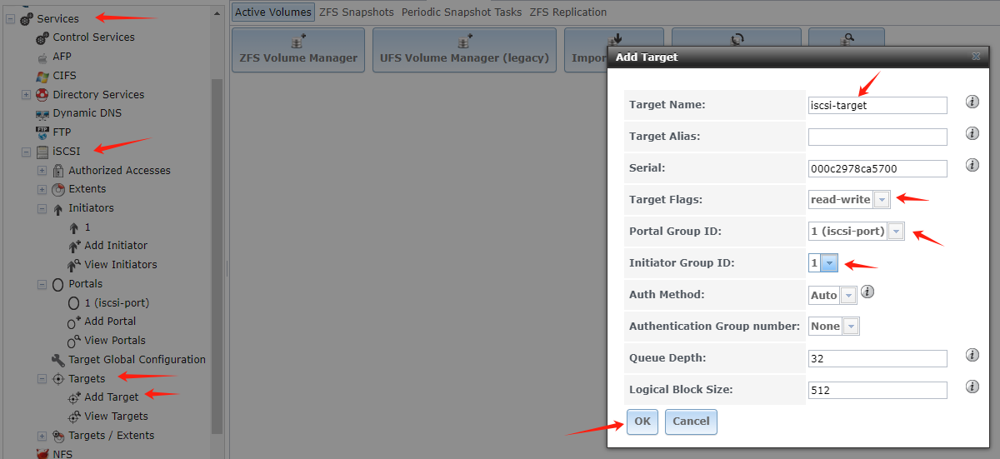 Services
Control Services
AFP
CIFS
Directory Services
Dynamic DNS
FTP
iSCSI
Authorized Accesses
Extents
Initiators
1
Add Initiator
View Initiators
Portals
1 (iscsi-port)
Add Portal
View Portals
Target Global Configuration
Targets
Add Target
View Targets
Targets / Extents
NFS
Active Volumes ZFS Snapshots Periodic Snapshot Tasks ZFS Replication
ZFS Volume Manager UFS Volume Manager (legacy) Impor
Add Target
Target Name: iscsi-target
Target Alias:
Serial: 000c2978ca5700
Target Flags: read-write
Portal Group ID: 1 (iscsi-port)
Initiator Group ID: 1
Auth Method: Auto
Authentication Group number: None
Queue Depth: 32
Logical Block Size: 512
OK Cancel